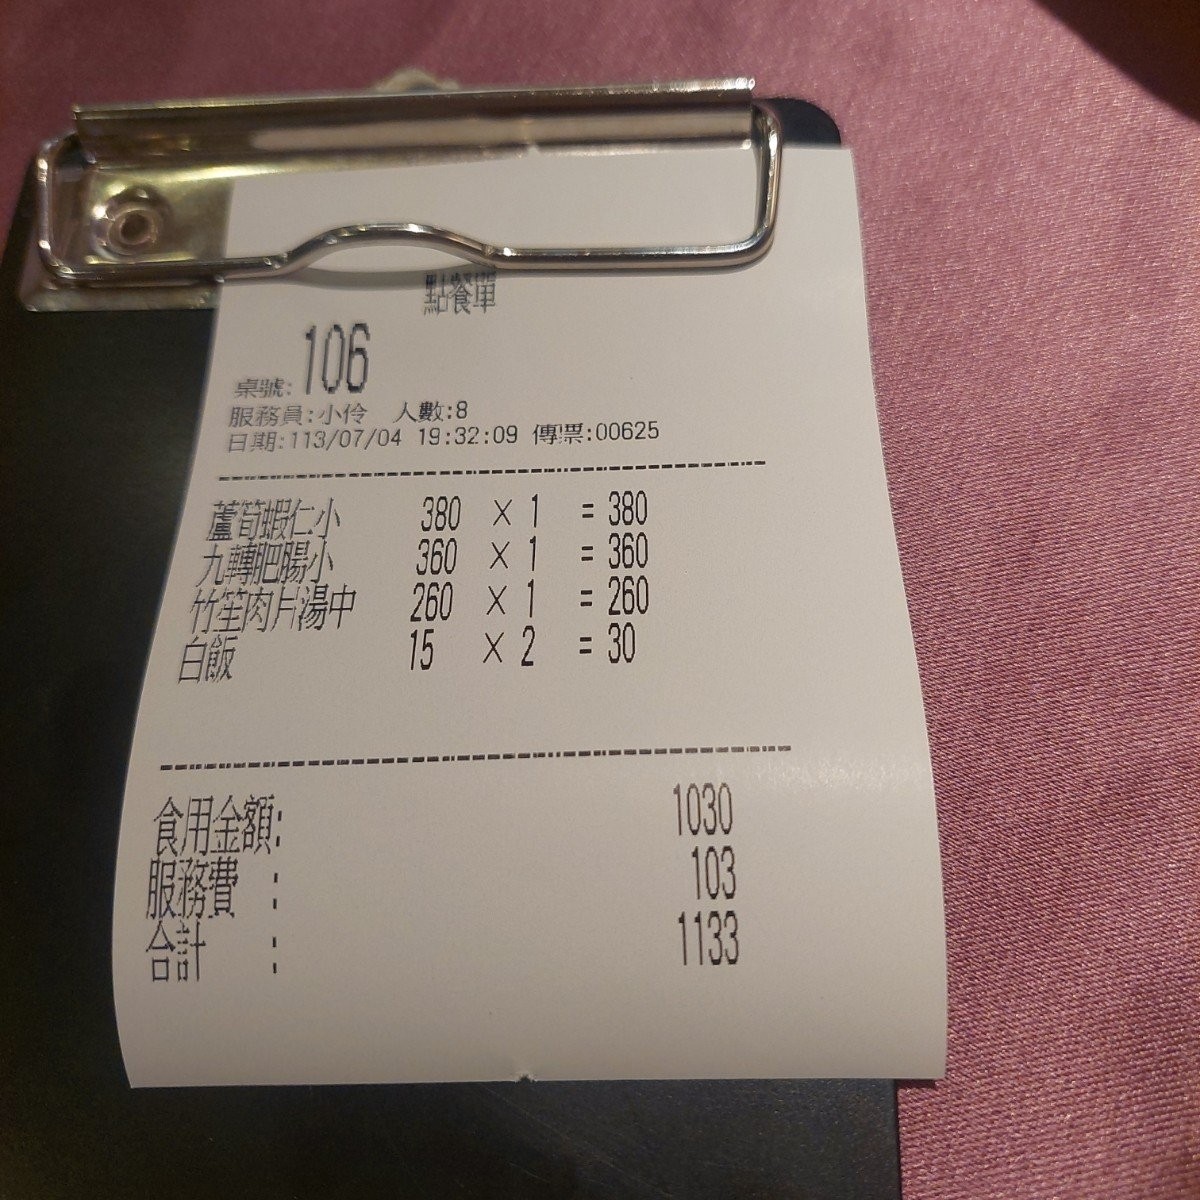 點餐單
桌號: 106
服務員:小伶 人數:8
日期:113/07/04 19:32:09 傳票:00625
蘆筍蝦仁小 380 × 1 = 380
九轉肥腸小 360 × 1 = 360
竹笙肉片湯中 260 × 1 = 260
白飯 15 × 2 = 30
食用金額: 1030
服務費 : 103
合計 : 1133